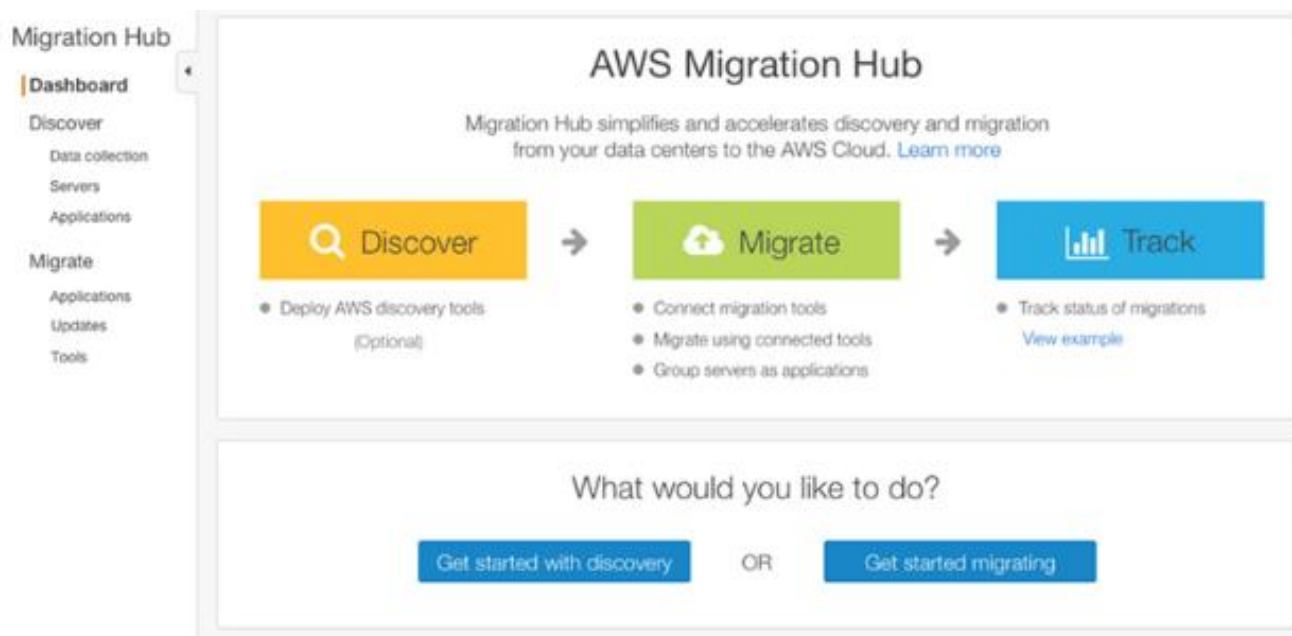 Migration Hub
Dashboard
Discover
Data collection
Servers
Applications
Migrate
Applications
Updates
Tools
AWS Migration Hub
Migration Hub simplifies and accelerates discovery and migration
from your data centers to the AWS Cloud. Learn more
Discover
Deploy AWS discovery tools
(Optional)
Migrate
Connect migration tools
Migrate using connected tools
Group servers as applications
Track
Track status of migrations
View example
What would you like to do?
Get started with discovery
OR
Get started migrating